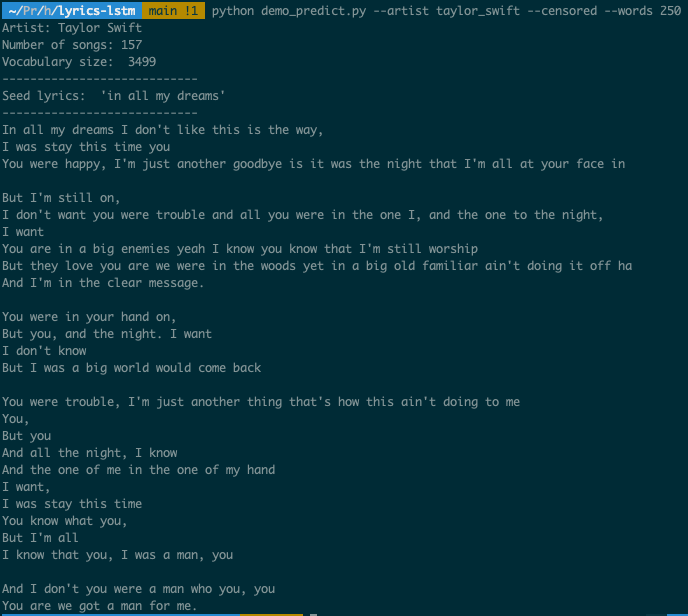 ~/Pr/h/lyrics-lstm main !1 python demo_predict.py --artist taylor_swift --censored --words 250
Artist: Taylor Swift
Number of songs: 157
Vocabulary size:  3499
----------------------------
Seed lyrics:  'in all my dreams'
----------------------------
In all my dreams I don't like this is the way,
I was stay this time you
You were happy, I'm just another goodbye is it was the night that I'm all at your face in

But I'm still on,
I don't want you were trouble and all you were in the one I, and the one to the night,
I want
You are in a big enemies yeah I know you know that I'm still worship
But they love you are we were in the woods yet in a big old familiar ain't doing it off ha
And I'm in the clear message.

You were in your hand on,
But you, and the night. I want
I don't know
But I was a big world would come back

You were trouble, I'm just another thing that's how this ain't doing to me
You,
But you
And all the night, I know
And the one of me in the one of my hand
I want,
I was stay this time
You know what you,
But I'm all
I know that you, I was a man, you

And I don't you were a man who you, you
You are we got a man for me.